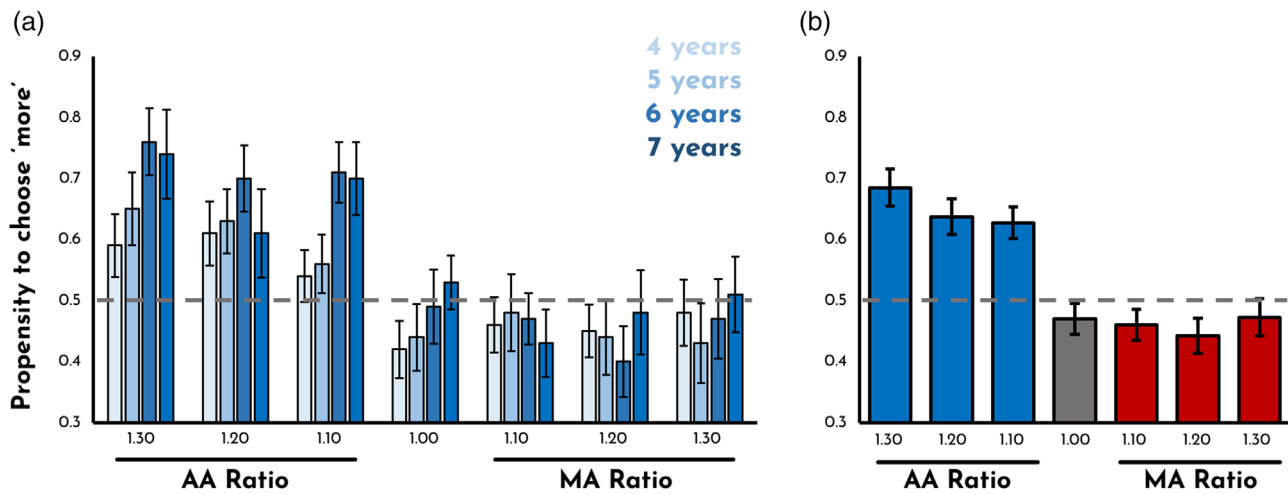 (a)
Propensity to choose ‘more’
0.9
0.8
0.7
0.6
0.5
0.4
0.3
4 years
5 years
6 years
7 years
1.30 1.20 1.10 1.00 1.10 1.20 1.30
AA Ratio MA Ratio
(b)
0.9
0.8
0.7
0.6
0.5
0.4
0.3
1.30 1.20 1.10 1.00 1.10 1.20 1.30
AA Ratio MA Ratio